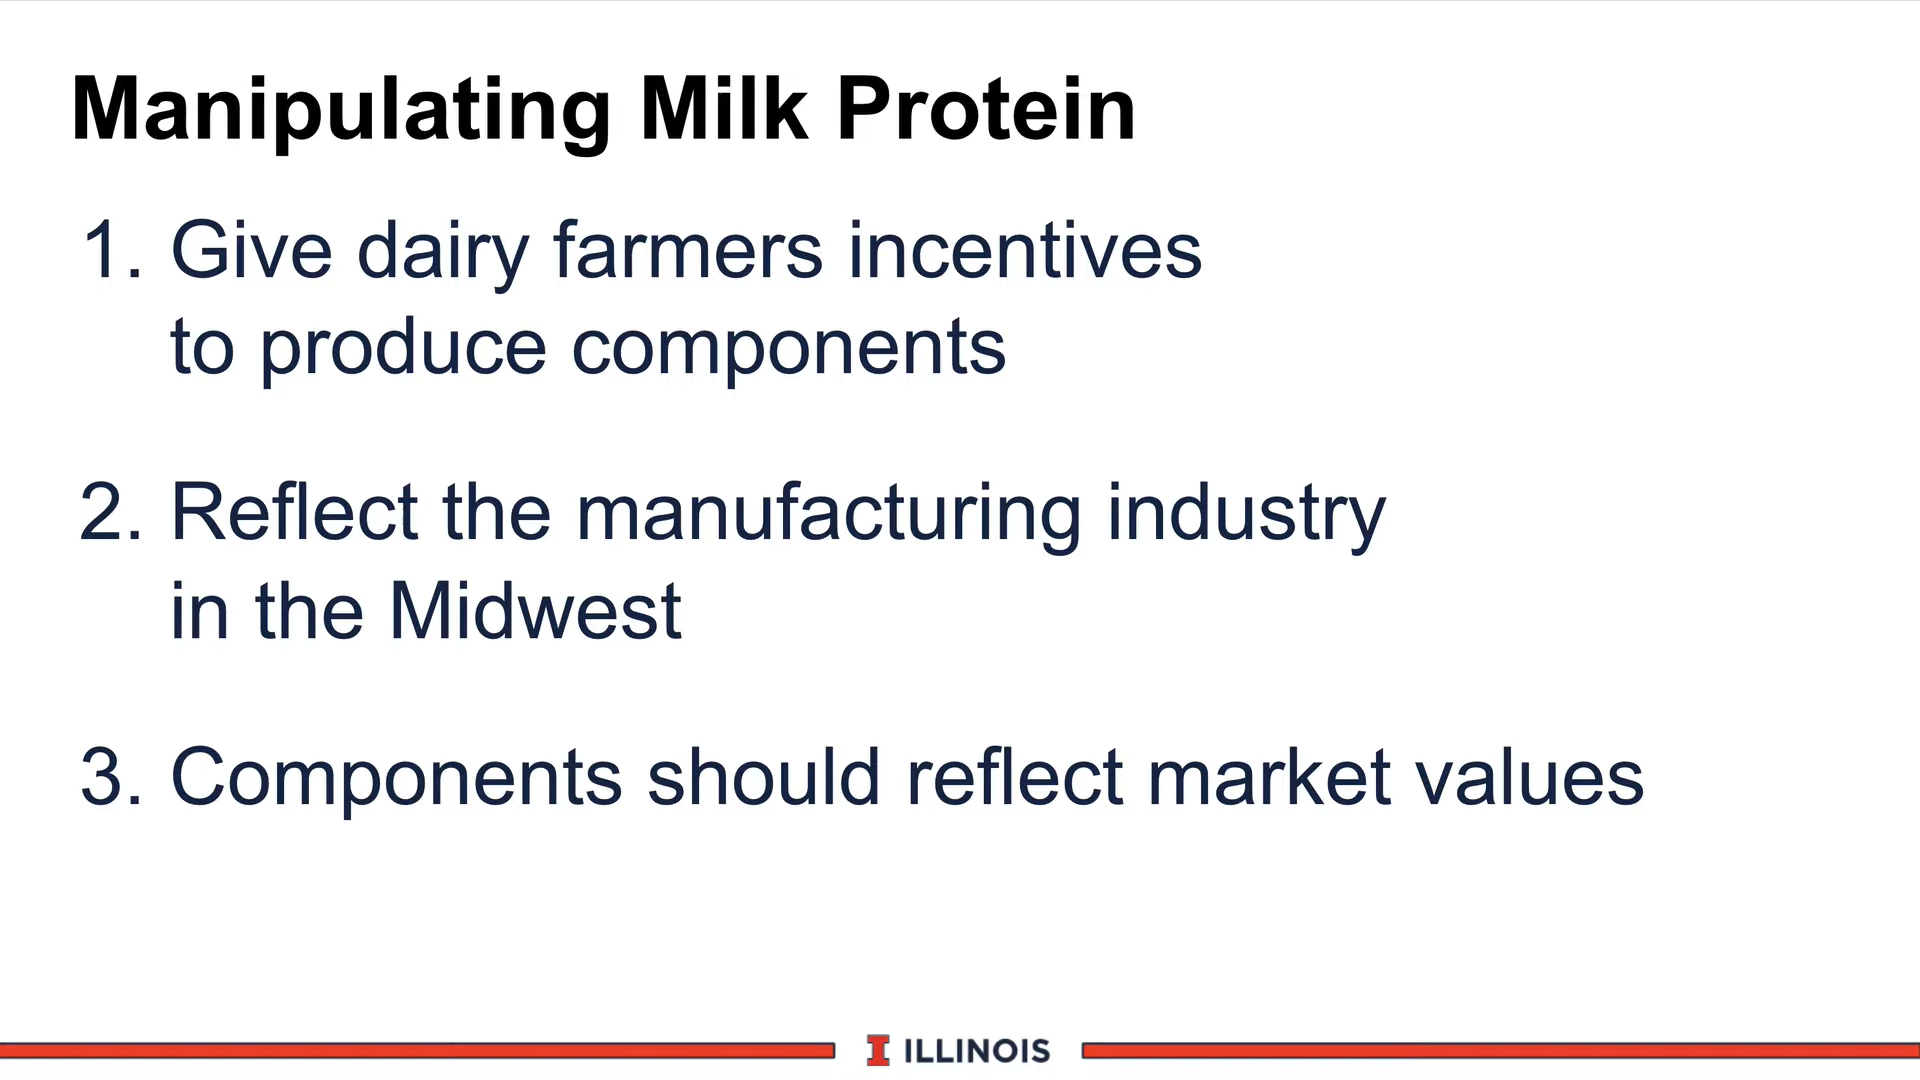 Manipulating Milk Protein
1. Give dairy farmers incentives
to produce components
2. Reflect the manufacturing industry
in the Midwest
3. Components should reflect market values
I ILLINOIS